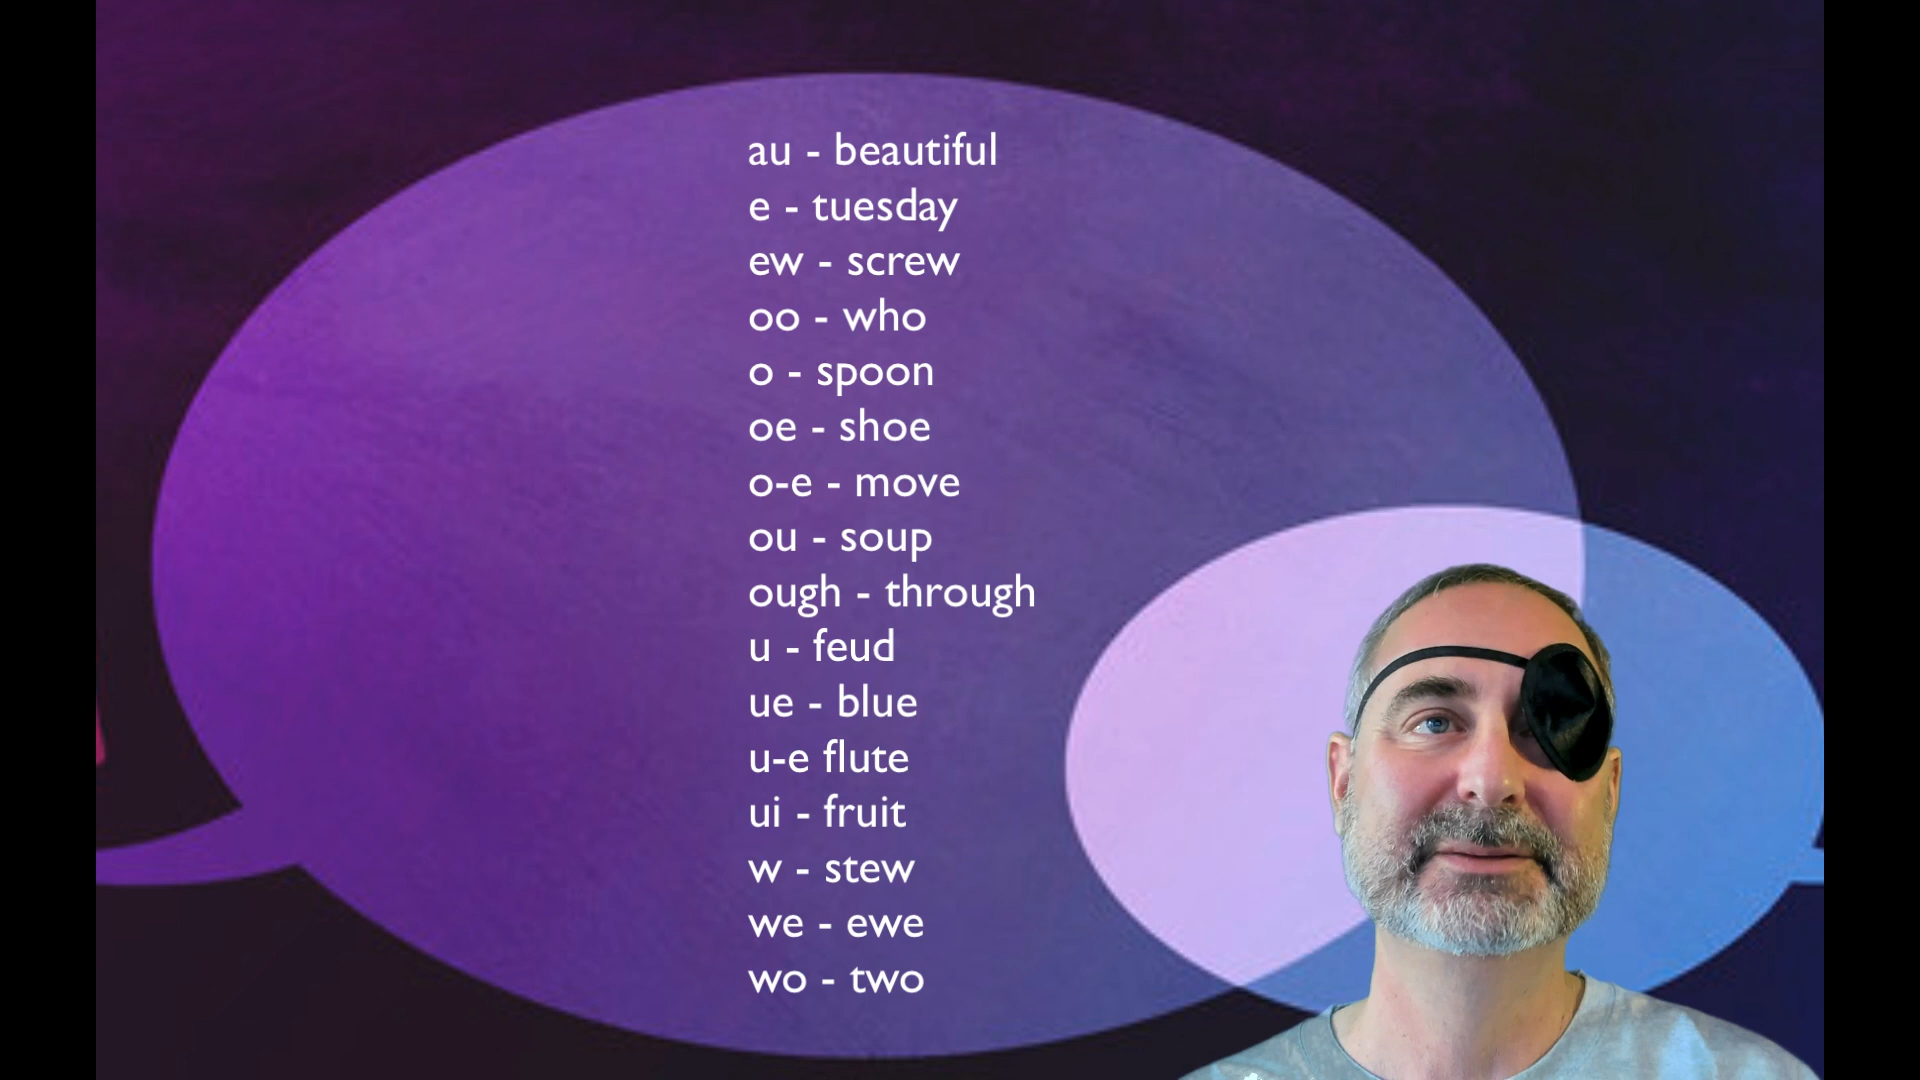 au - beautiful
e - tuesday
ew - screw
oo - who
o - spoon
oe - shoe
o-e - move
ou - soup
ough - through
u - feud
ue - blue
u-e flute
ui - fruit
w - stew
we - ewe
wo - two